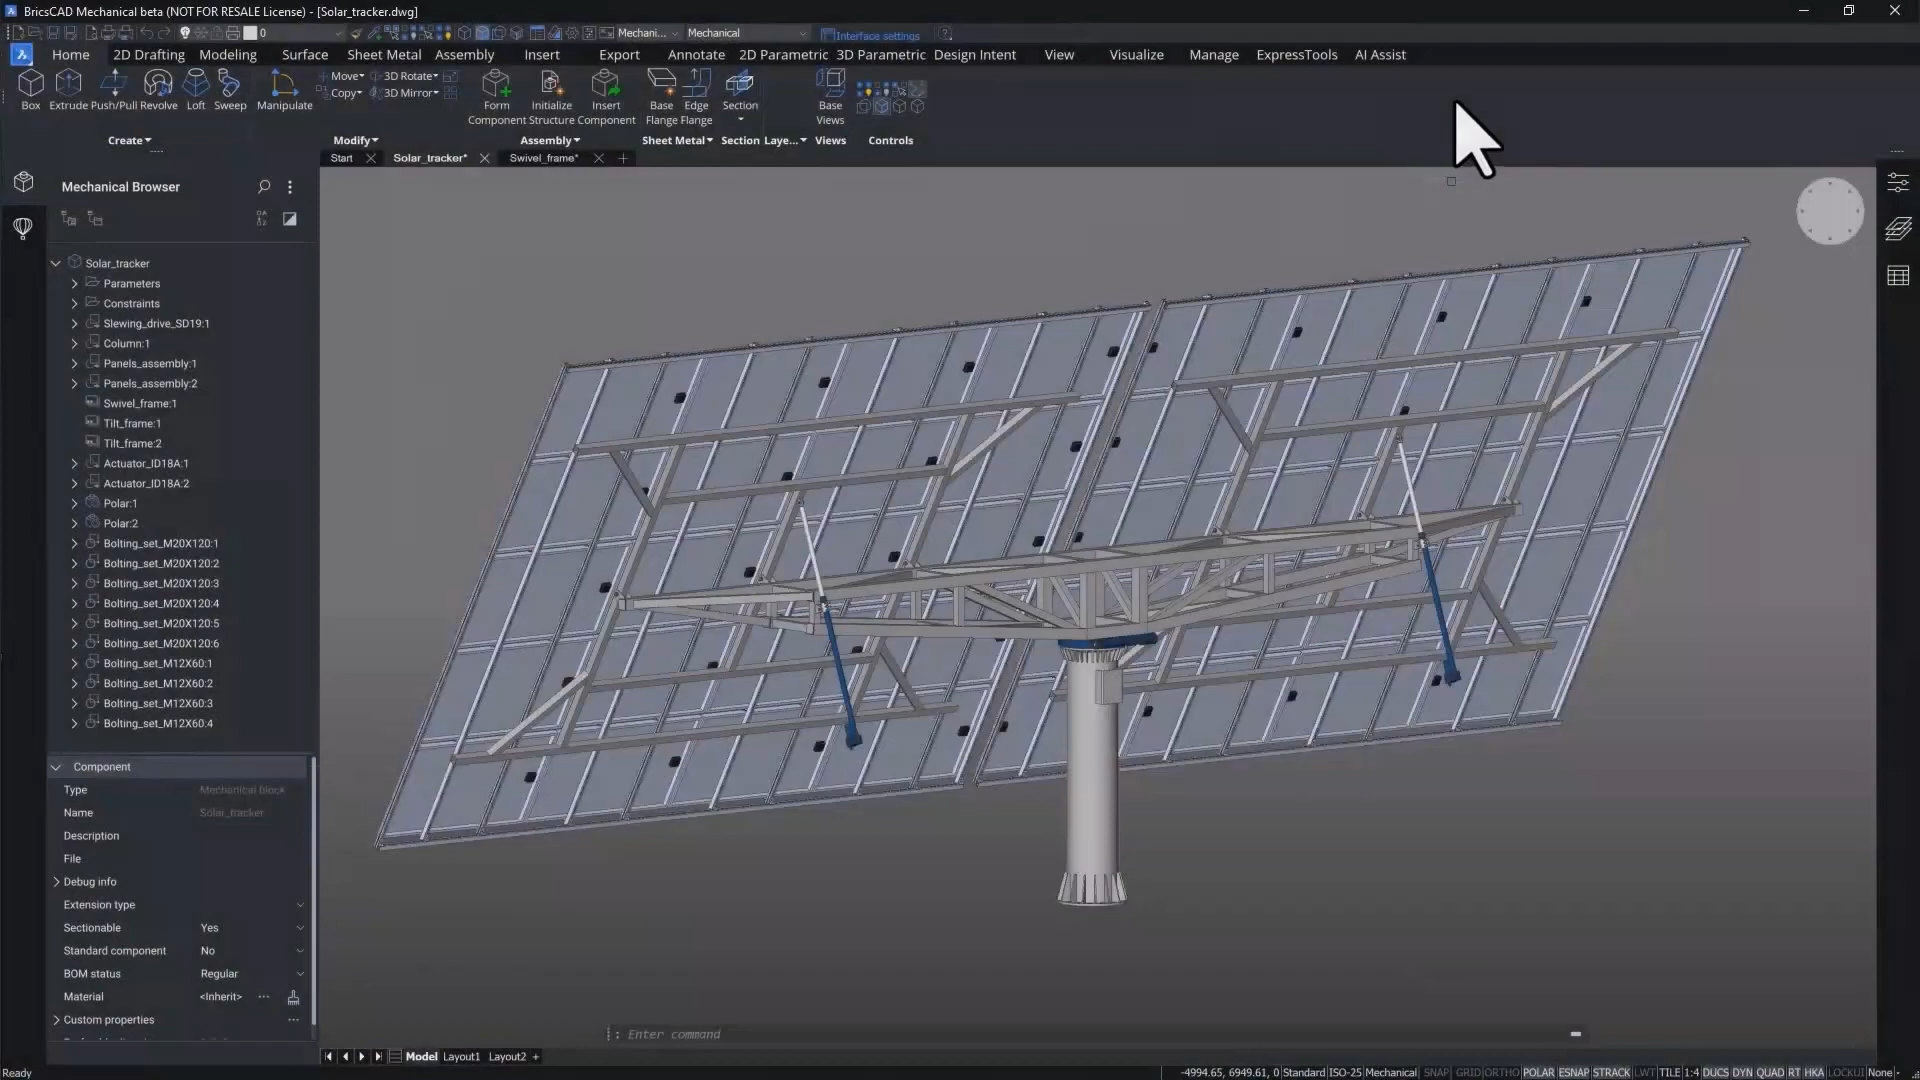 BricsCAD Mechanical beta (NOT FOR RESALE License) - [Solar_tracker.dwg]
0
Mechani...
Mechanical
Interface settings
Home
2D Drafting
Modeling
Surface
Sheet Metal
Assembly
Insert
Export
Annotate
2D Parametric
3D Parametric
Design Intent
View
Visualize
Manage
ExpressTools
AI Assist
Box
Extrude
Push/Pull
Revolve
Loft
Sweep
Manipulate
Move
3D Rotate
Copy
3D Mirror
Form Component
Initialize Structure
Insert Component
Base Flange
Edge Flange
Section
Base Views
Create
Modify
Assembly
Sheet Metal
Section
Laye...
Views
Controls
Start
Solar_tracker*
Swivel_frame*
Mechanical Browser
Solar_tracker
Parameters
Constraints
Slewing_drive_SD19:1
Column:1
Panels_assembly:1
Panels_assembly:2
Swivel_frame:1
Tilt_frame:1
Tilt_frame:2
Actuator_ID18A:1
Actuator_ID18A:2
Polar:1
Polar:2
Bolting_set_M20X120:1
Bolting_set_M20X120:2
Bolting_set_M20X120:3
Bolting_set_M20X120:4
Bolting_set_M20X120:5
Bolting_set_M20X120:6
Bolting_set_M12X60:1
Bolting_set_M12X60:2
Bolting_set_M12X60:3
Bolting_set_M12X60:4
Component
Type Mechanical block
Name Solar_tracker
Description
File
Debug info
Extension type
Sectionable Yes
Standard component No
BOM status Regular
Material <Inherit> ...
Custom properties ...
: Enter command
Model Layout1 Layout2 +
Ready
-4994.65, 6949.61, 0 Standard ISO-25 Mechanical SNAP GRID ORTHO POLAR ESNAP STRACK LWT TILE 1:4 DUCS DYN QUAD RT HKA LOCKUI None